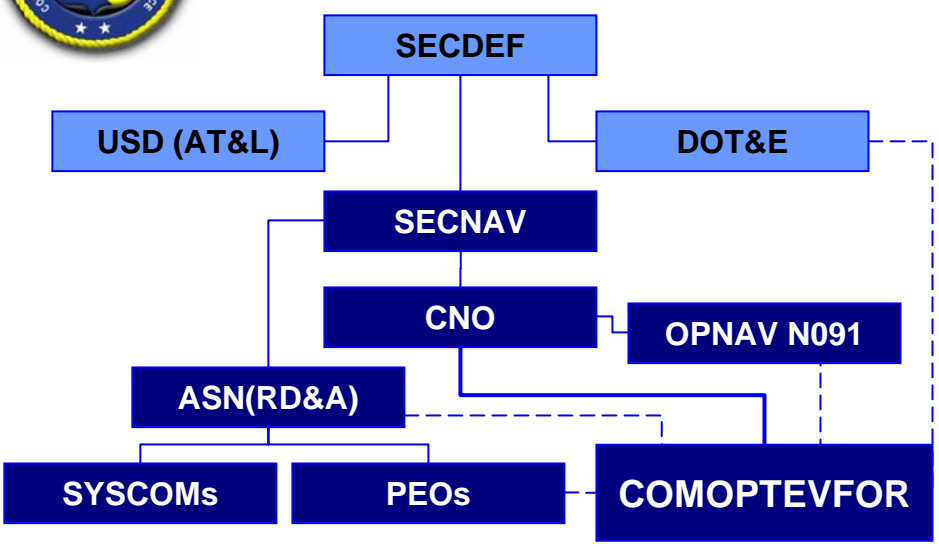 SECDEF
USD (AT&L)
DOT&E
SECNAV
CNO
OPNAV N091
ASN(RD&A)
SYSCOMs
PEOs
COMOPTEVFOR